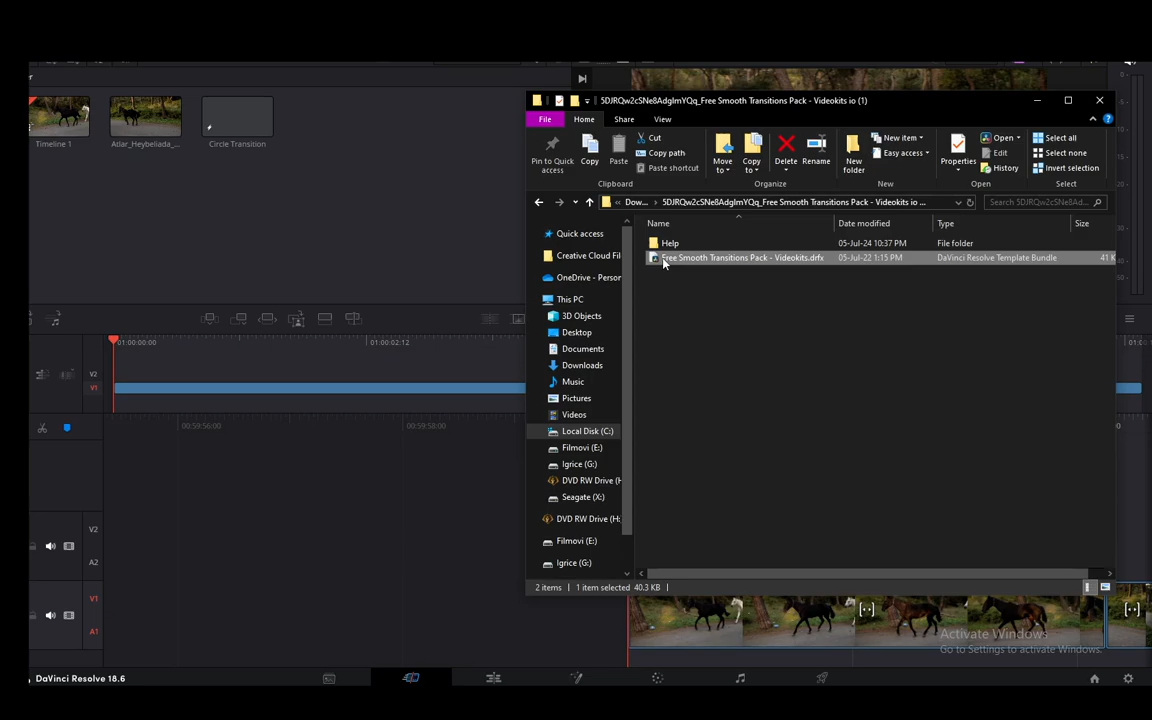 5DJRQw2cSNe8AdglmYQq_Free Smooth Transitions Pack - Videokits io (1)
File Home Share View
Pin to Quick access
Copy
Paste
Cut
Copy path
Paste shortcut
Clipboard
Move to
Copy to
Delete
Rename
Organize
New folder
New item
Easy access
New
Properties
Open
Edit
History
Open
Select all
Select none
Invert selection
Select
« Dow... › 5DJRQw2cSNe8AdglmYQq_Free Smooth Transitions Pack - Videokits io ...
Search 5DJRQw2cSNe8Ad...
Name Date modified Type Size
Help 05-Jul-24 10:37 PM File folder
Free Smooth Transitions Pack - Videokits.drfx 05-Jul-22 1:15 PM DaVinci Resolve Template Bundle 41 K
Quick access
Creative Cloud Fil
OneDrive - Person
This PC
3D Objects
Desktop
Documents
Downloads
Music
Pictures
Videos
Local Disk (C:)
Filmovi (E:)
Igrice (G:)
DVD RW Drive (H
Seagate (X:)
DVD RW Drive (H:
Filmovi (E:)
Igrice (G:)
2 items 1 item selected 40.3 KB
Timeline 1
Atlar_Heybeliada_...
Circle Transition
01:00:00:00
01:00:02:12
V2
V1
00:59:56:00
00:59:58:00
V2
A2
V1
A1
Activate Windows
Go to Settings to activate Windows.
DaVinci Resolve 18.6